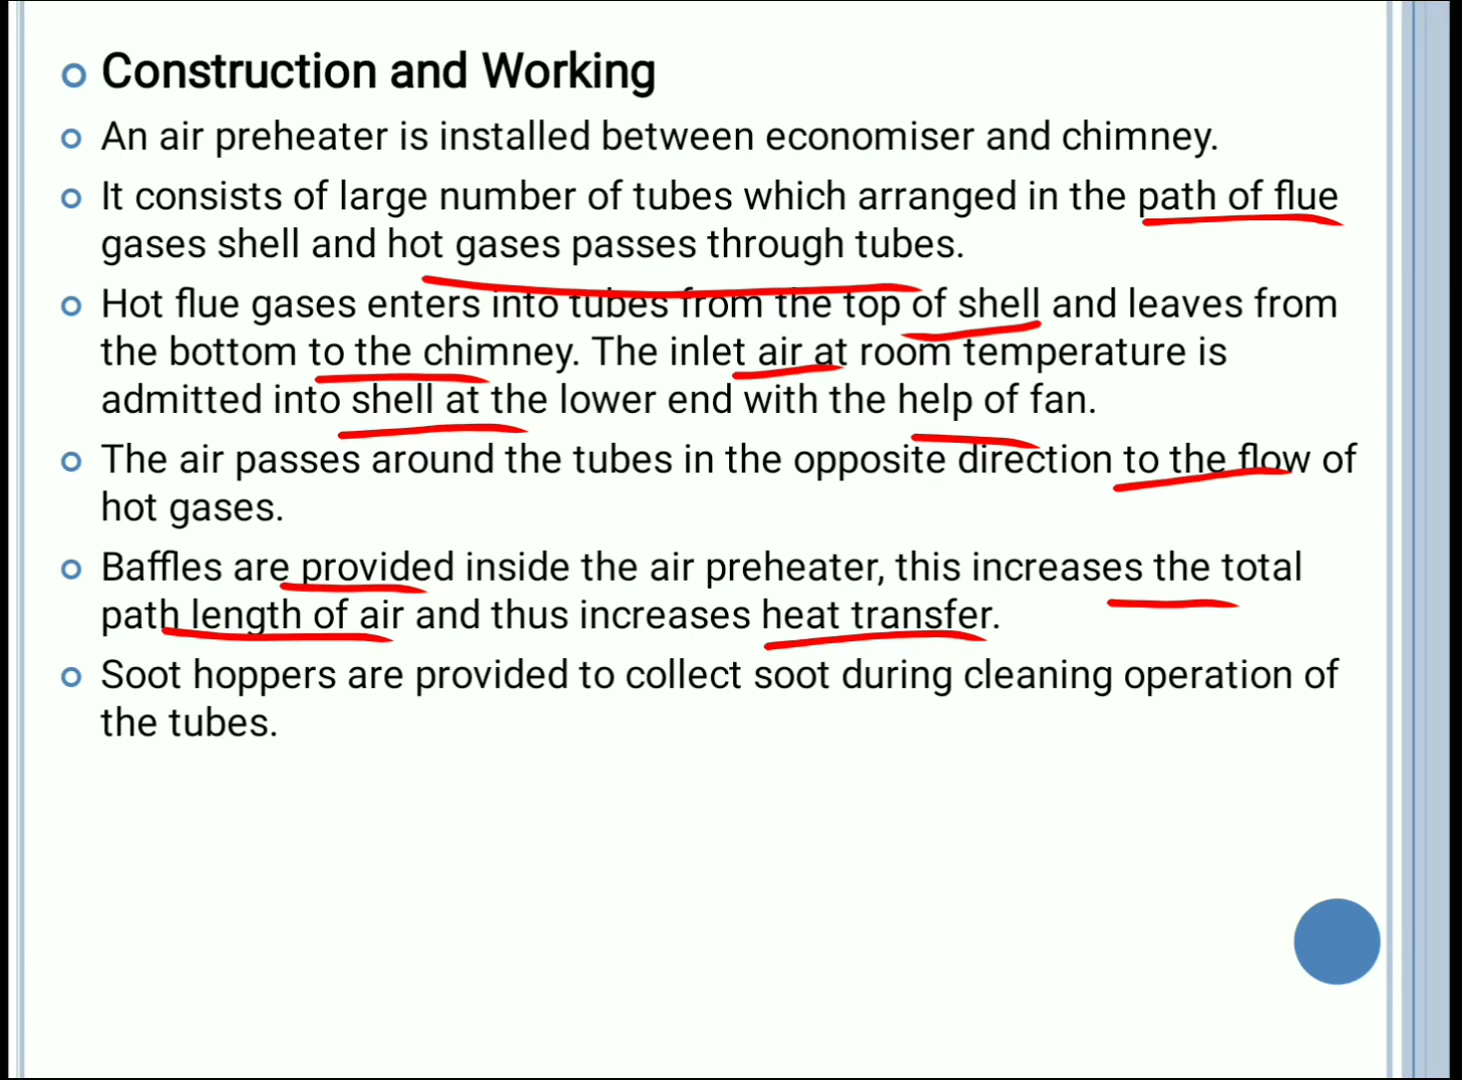 Construction and Working
An air preheater is installed between economiser and chimney.
It consists of large number of tubes which arranged in the path of flue
gases shell and hot gases passes through tubes.
Hot flue gases enters into tubes from the top of shell and leaves from
the bottom to the chimney. The inlet air at room temperature is
admitted into shell at the lower end with the help of fan.
The air passes around the tubes in the opposite direction to the flow of
hot gases.
Baffles are provided inside the air preheater, this increases the total
path length of air and thus increases heat transfer.
Soot hoppers are provided to collect soot during cleaning operation of
the tubes.